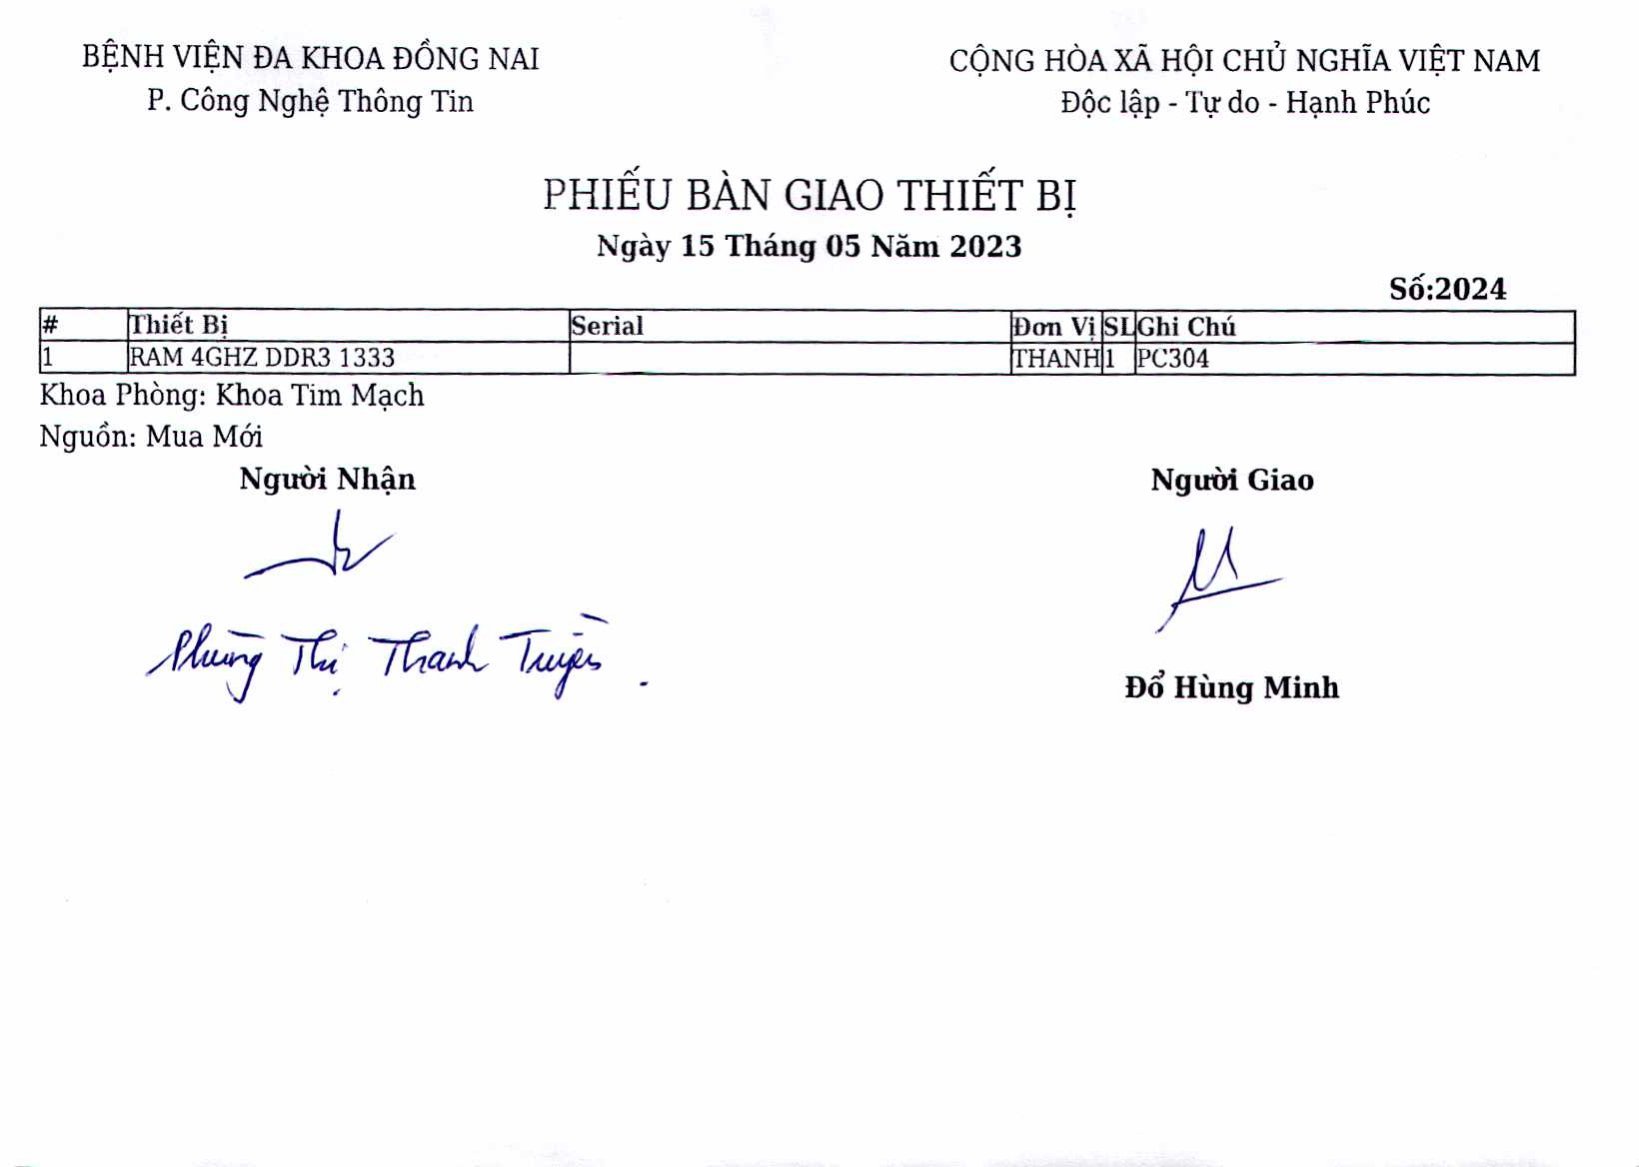 BỆNH VIỆN ĐA KHOA ĐỒNG NAI
P. Công Nghệ Thông Tin
CỘNG HÒA XÃ HỘI CHỦ NGHĨA VIỆT NAM
Độc lập - Tự do - Hạnh Phúc
PHIẾU BÀN GIAO THIẾT BỊ
Ngày 15 Tháng 05 Năm 2023
Số:2024
# Thiết Bị Serial Đơn Vị SL Ghi Chú
1 RAM 4GHZ DDR3 1333 THANH 1 PC304
Khoa Phòng: Khoa Tim Mạch
Nguồn: Mua Mới
Người Nhận Người Giao
Phùng Thị Thanh Truyền
Đổ Hùng Minh